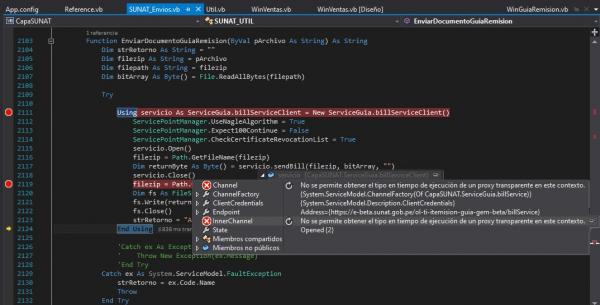 App.config Reference.vb SUNAT_Envios.vb Util.vb WinVentas.vb WinVentas.vb [Diseño] WinGuiaRemision.vb
CapaSUNAT SUNAT_UTIL EnviarDocumentoGuiaRemision
1 referencia
2103 Function EnviarDocumentoGuiaRemision(ByVal pArchivo As String) As String
2104 Dim strRetorno As String = ""
2105 Dim filezip As String = pArchivo
2106 Dim filepath As String = filezip
2107 Dim bitArray As Byte() = File.ReadAllBytes(filepath)
2108
2109 Try
2110
2111 Using servicio As ServiceGuia.billServiceClient = New ServiceGuia.billServiceClient()
2112 ServicePointManager.UseNagleAlgorithm = True
2113 ServicePointManager.Expect100Continue = False
2114 ServicePointManager.CheckCertificateRevocationList = True
2115 servicio.Open()
2116 filezip = Path.GetFileName(filezip)
2117 Dim returnByte As Byte() = servicio.sendBill(filezip, bitArray, "")
2118 servicio.Close() servicio {CapaSUNAT.ServiceGuia.billServiceClient}
2119 filezip = Path. Channel No se permite obtener el tipo en tiempo de ejecución de un proxy transparente en este contexto.
2120 Dim fs As FileS ChannelFactory {System.ServiceModel.ChannelFactory(Of CapaSUNAT.ServiceGuia.billService)}
2121 fs.Write(return ClientCredentials {System.ServiceModel.Description.ClientCredentials}
2122 fs.Close() Endpoint Address={https://e-beta.sunat.gob.pe/ol-ti-itemision-guia-gem-beta/billService}
2123 strRetorno = "A InnerChannel No se permite obtener el tipo en tiempo de ejecución de un proxy transparente en este contexto.
2124 End Using State Opened {2}
2125 Miembros compartidos
2126 'Catch ex As Exception Miembros no públicos
2127 ' Throw New Exception(ex.Message)
2128 'End Try
2129 Catch ex As System.ServiceModel.FaultException
2130 strRetorno = ex.Code.Name
2131 Throw
2132 End Try